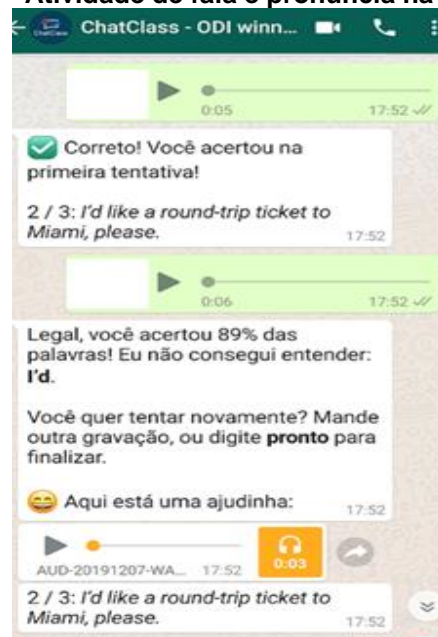 Atividade de fala e pronúncia na
ChatClass - ODI winn...
0:05 17:52
Correto! Você acertou na
primeira tentativa!
2 / 3: I'd like a round-trip ticket to
Miami, please. 17:52
0:06 17:52
Legal, você acertou 89% das
palavras! Eu não consegui entender:
I'd.
Você quer tentar novamente? Mande
outra gravação, ou digite pronto para
finalizar.
Aqui está uma ajudinha: 17:52
0:03
AUD-20191207-WA... 17:52
2 / 3: I'd like a round-trip ticket to
Miami, please. 17:52